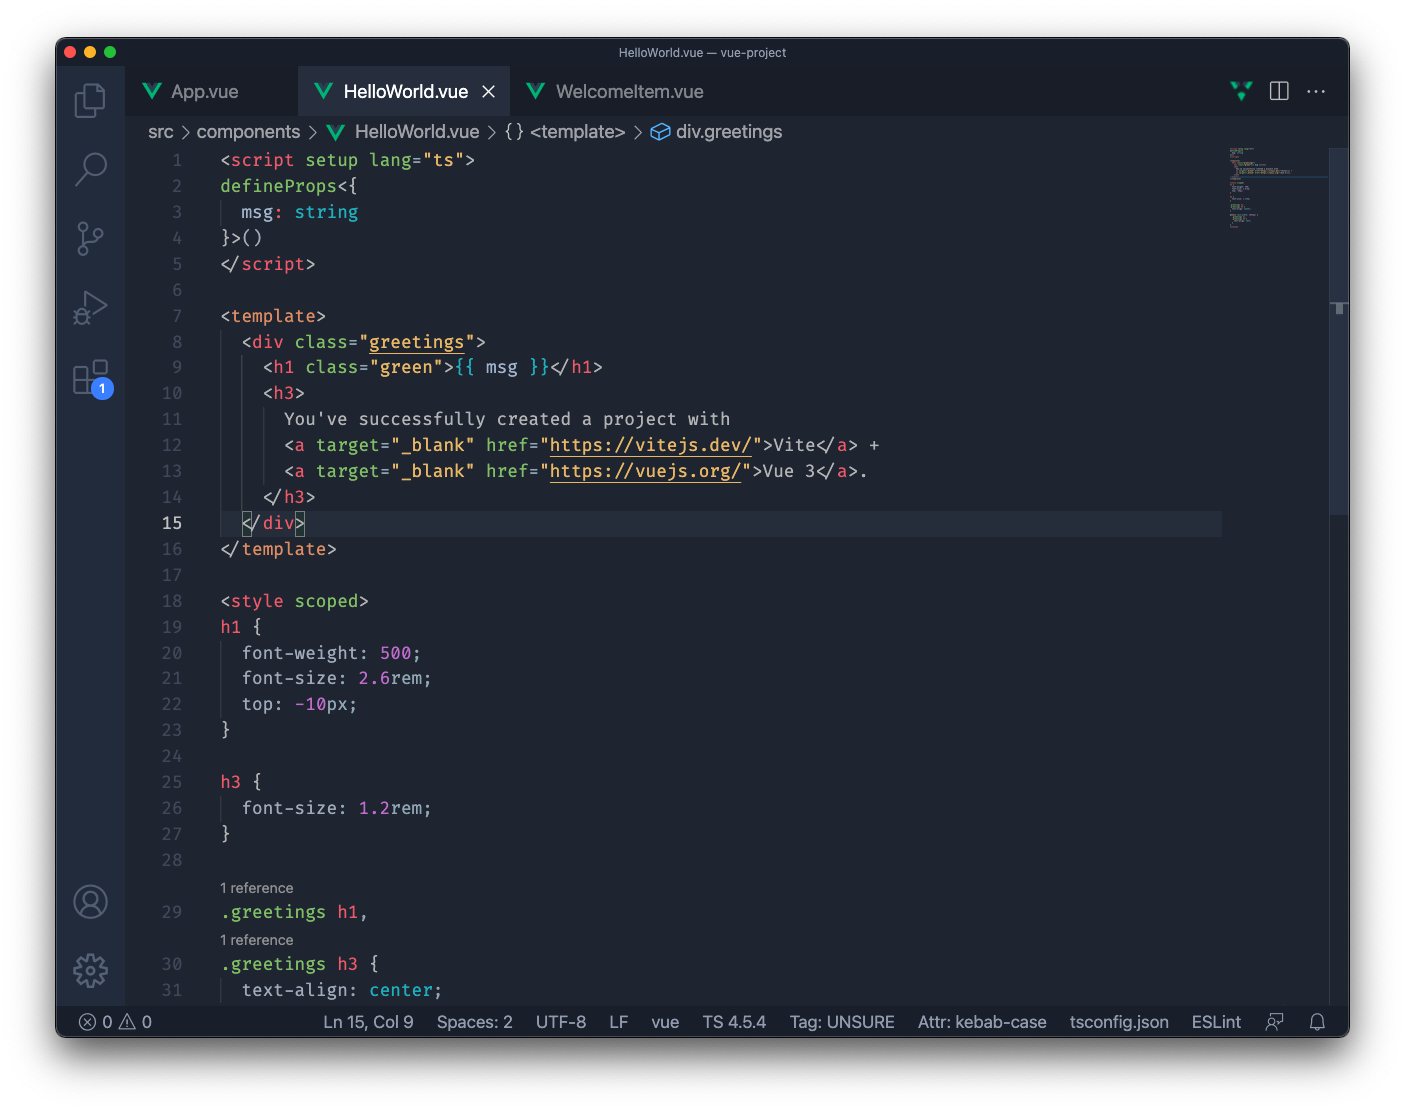 HelloWorld.vue — vue-project
App.vue HelloWorld.vue WelcomeItem.vue
src > components > HelloWorld.vue > {} <template> > div.greetings
1 <script setup lang="ts">
2 defineProps<{
3   msg: string
4 }>()
5 </script>
6
7 <template>
8   <div class="greetings">
9     <h1 class="green">{{ msg }}</h1>
10     <h3>
11       You've successfully created a project with
12       <a target="_blank" href="https://vitejs.dev/">Vite</a> +
13       <a target="_blank" href="https://vuejs.org/">Vue 3</a>.
14     </h3>
15   </div>
16 </template>
17
18 <style scoped>
19 h1 {
20   font-weight: 500;
21   font-size: 2.6rem;
22   top: -10px;
23 }
24
25 h3 {
26   font-size: 1.2rem;
27 }
28
1 reference
29 .greetings h1,
1 reference
30 .greetings h3 {
31   text-align: center;
1
0 0 Ln 15, Col 9 Spaces: 2 UTF-8 LF vue TS 4.5.4 Tag: UNSURE Attr: kebab-case tsconfig.json ESLint